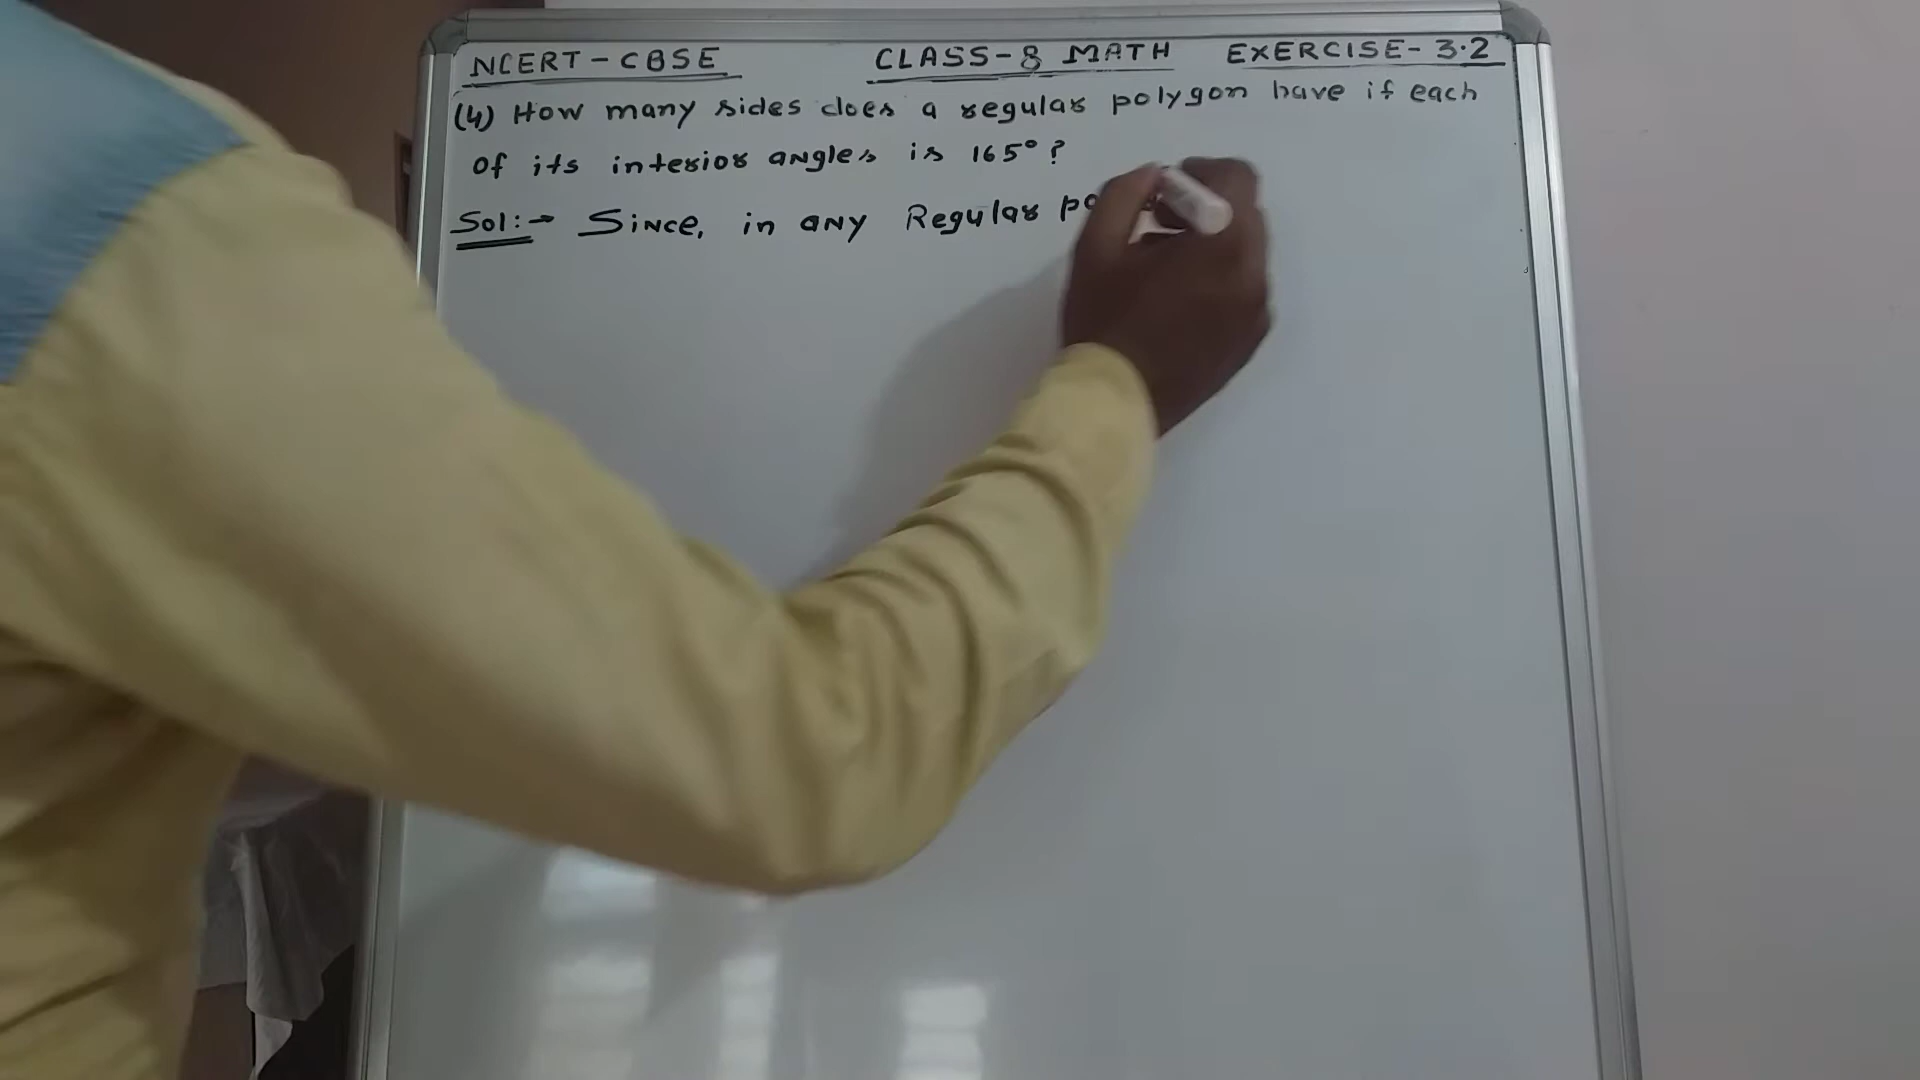 NCERT - CBSE CLASS-8 MATH EXERCISE- 3.2
(4) How many sides does a regular polygon have if each
of its interior angles is 165°?
Sol:→ Since, in any Regular